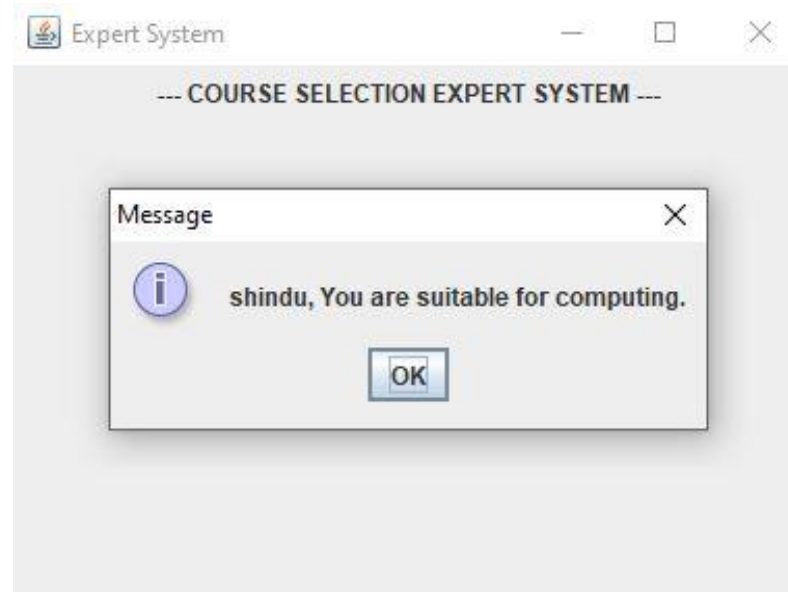 Expert System
--- COURSE SELECTION EXPERT SYSTEM ---
Message
shindu, You are suitable for computing.
OK